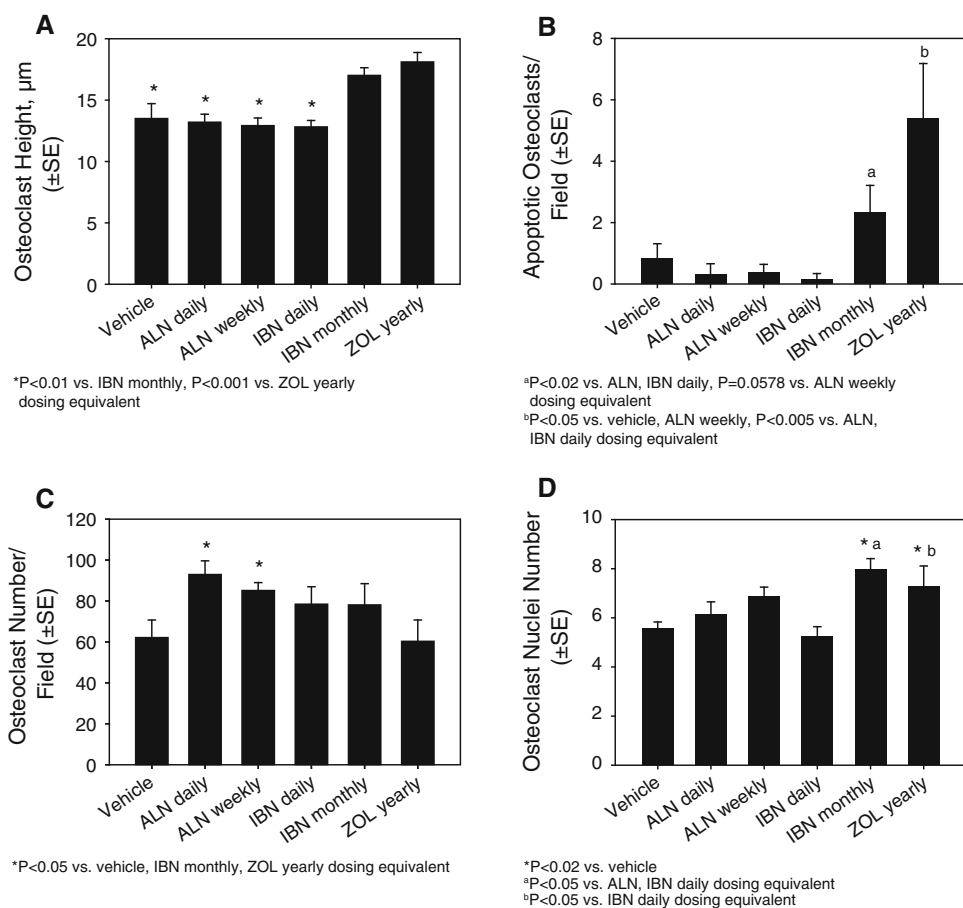 A
Osteoclast Height, µm
(±SE)
20
15
10
5
0
* * * *
Vehicle
ALN daily
ALN weekly
IBN daily
IBN monthly
ZOL yearly
*P<0.01 vs. IBN monthly, P<0.001 vs. ZOL yearly
dosing equivalent
B
Apoptotic Osteoclasts/
Field (±SE)
8
6
4
2
0
a
b
Vehicle
ALN daily
ALN weekly
IBN daily
IBN monthly
ZOL yearly
ᵃP<0.02 vs. ALN, IBN daily, P=0.0578 vs. ALN weekly
dosing equivalent
ᵇP<0.05 vs. vehicle, ALN weekly, P<0.005 vs. ALN,
IBN daily dosing equivalent
C
Osteoclast Number/
Field (±SE)
120
100
80
60
40
20
0
* *
Vehicle
ALN daily
ALN weekly
IBN daily
IBN monthly
ZOL yearly
*P<0.05 vs. vehicle, IBN monthly, ZOL yearly dosing equivalent
D
Osteoclast Nuclei Number
(±SE)
10
8
6
4
2
0
* a
* b
Vehicle
ALN daily
ALN weekly
IBN daily
IBN monthly
ZOL yearly
*P<0.02 vs. vehicle
ᵃP<0.05 vs. ALN, IBN daily dosing equivalent
ᵇP<0.05 vs. IBN daily dosing equivalent